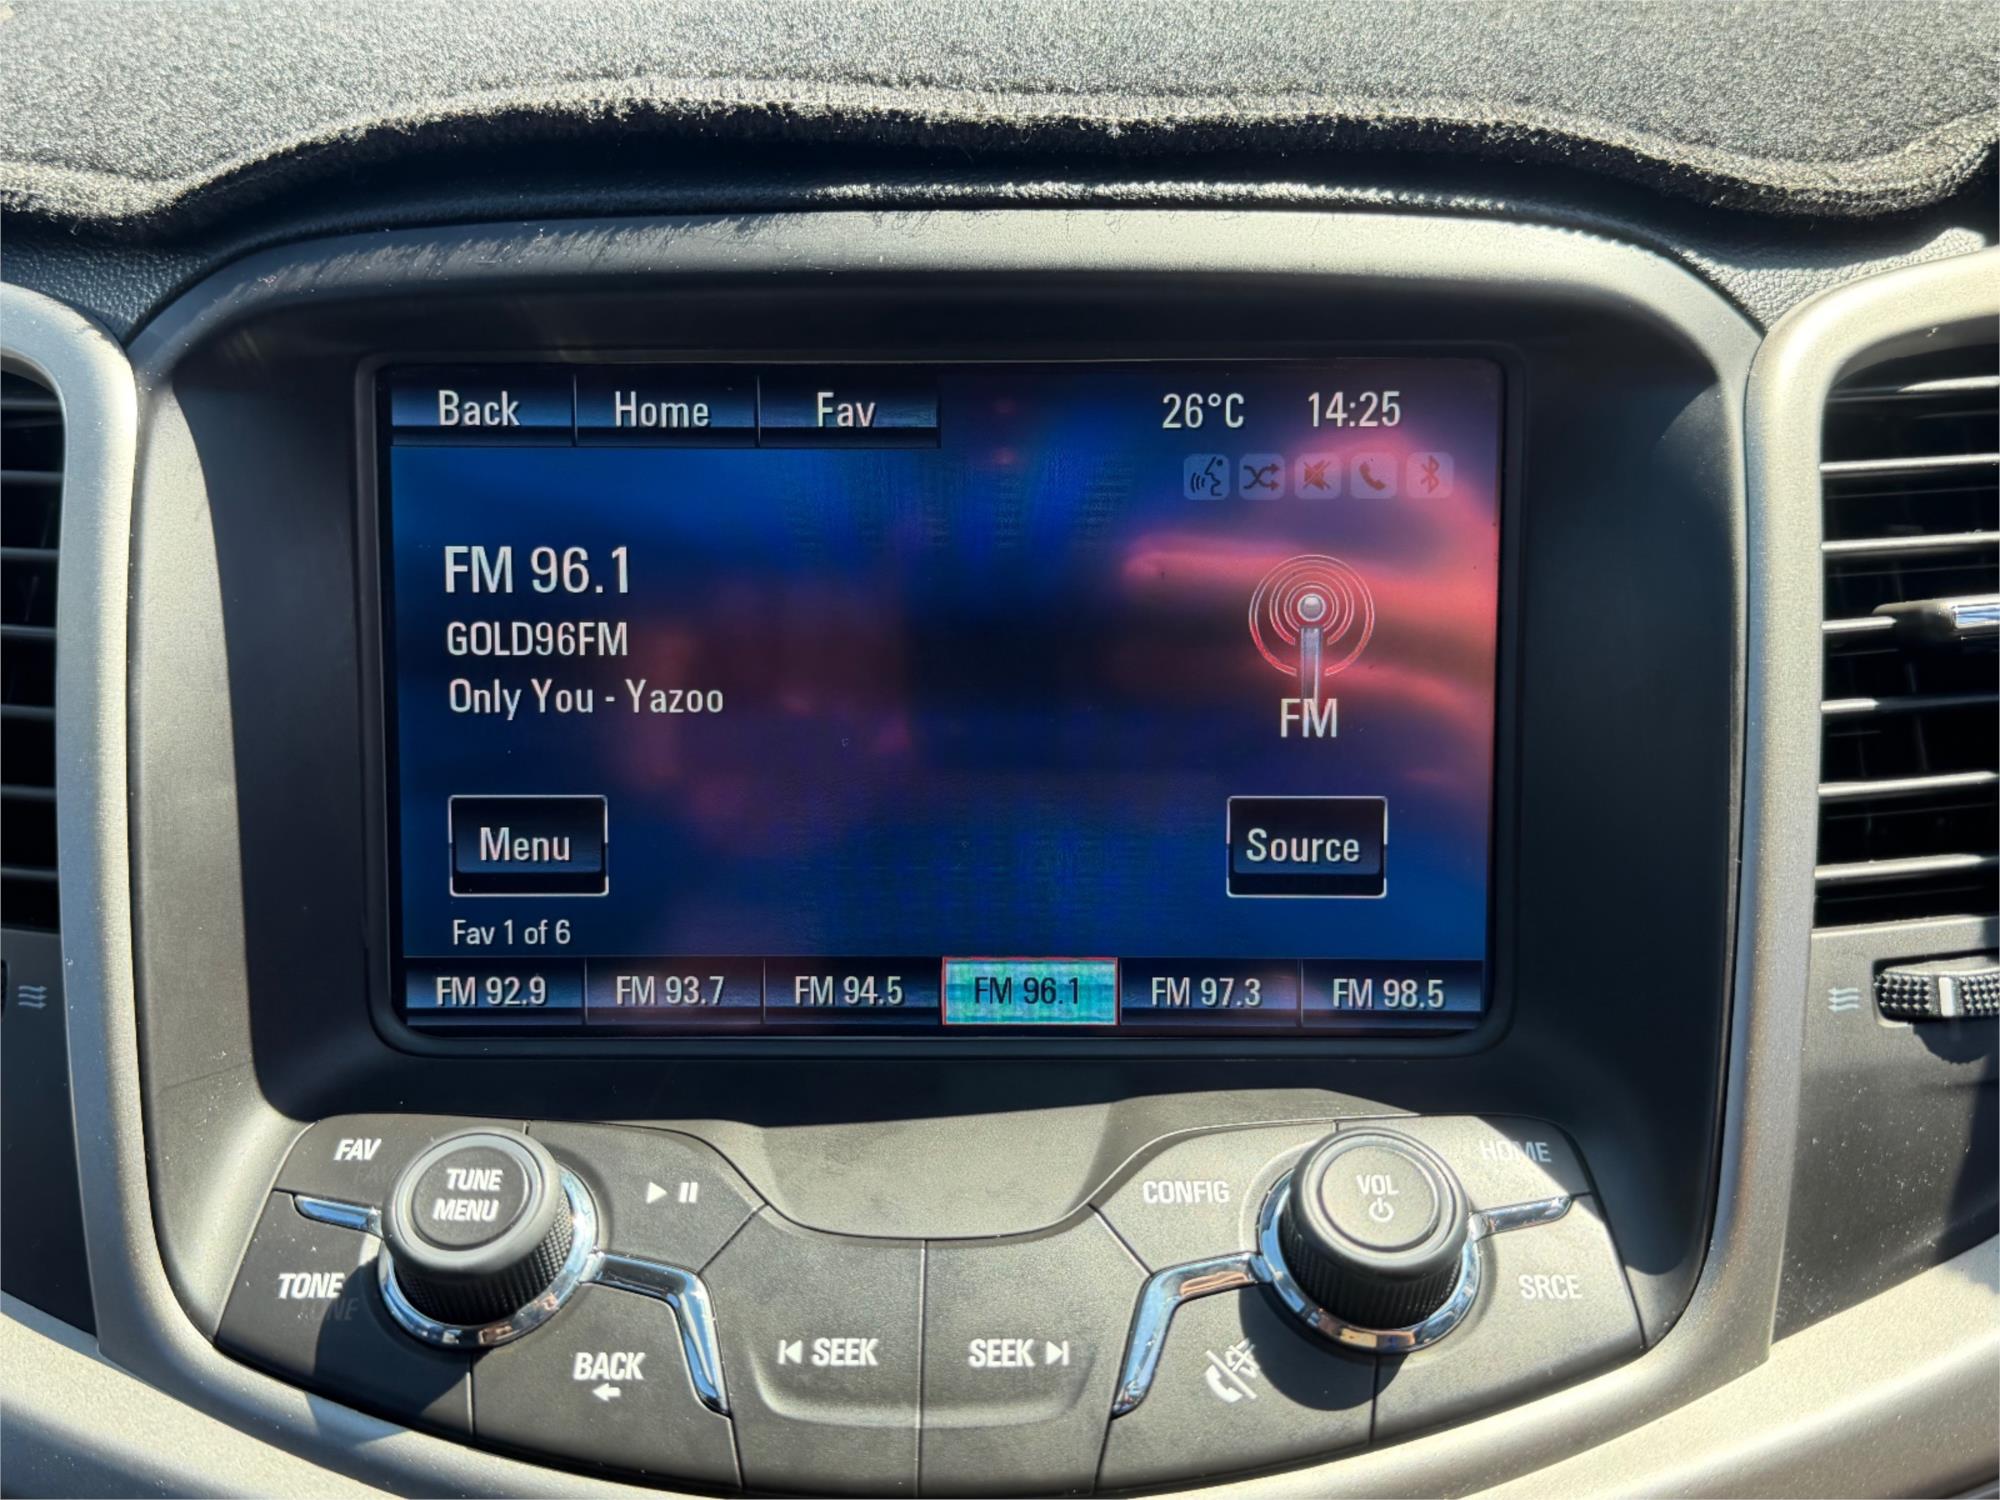 Back Home Fav 26°C 14:25
FM 96.1
GOLD96FM
Only You - Yazoo
FM
Menu Source
Fav 1 of 6
FM 92.9 FM 93.7 FM 94.5 FM 96.1 FM 97.3 FM 98.5
FAV
TUNE
MENU
TONE
BACK
SEEK
SEEK
CONFIG
VOL
HOME
SRCE